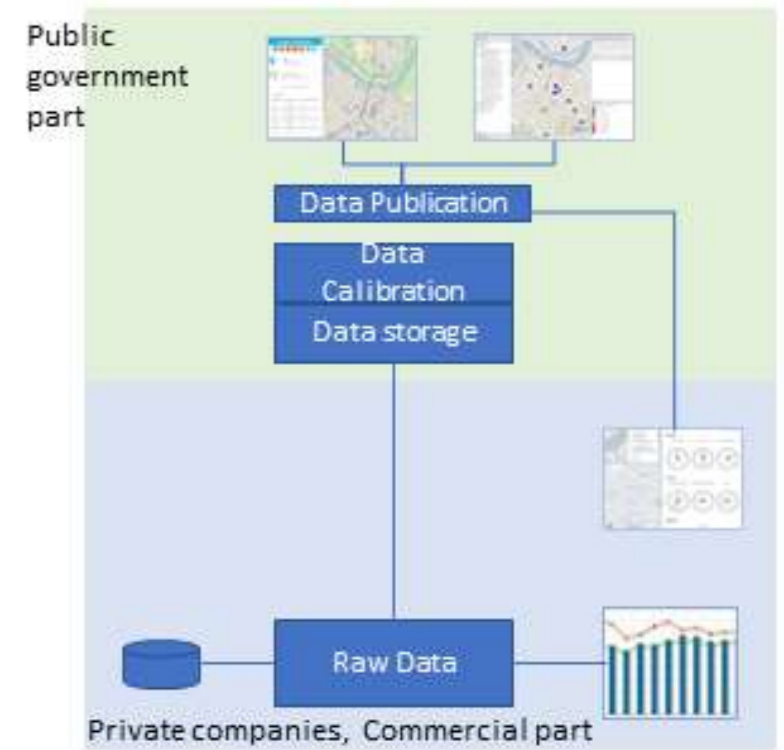 Public
government
part
Data Publication
Data
Calibration
Data storage
Raw Data
Private companies, Commercial part